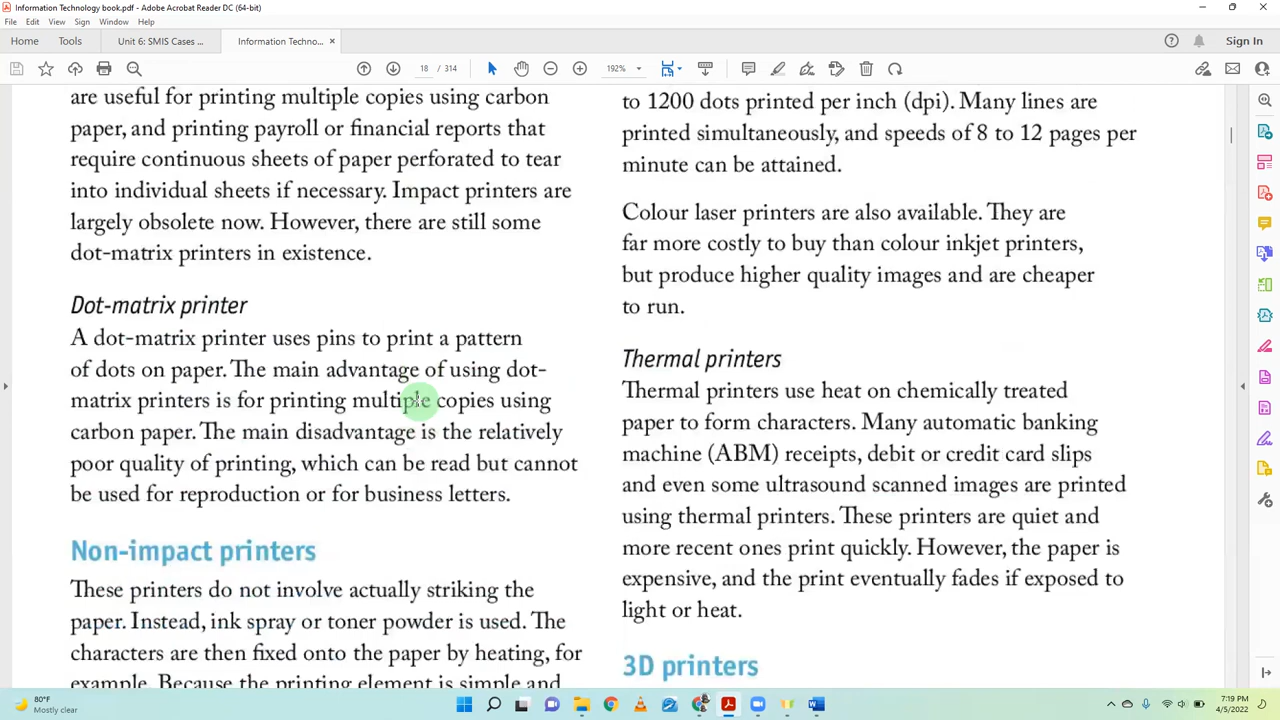 Information Technology book.pdf - Adobe Acrobat Reader DC (64-bit)
File Edit View Sign Window Help
Home Tools Unit 6: SMIS Cases ... Information Techno... × Sign In
18 / 314 192%
are useful for printing multiple copies using carbon
paper, and printing payroll or financial reports that
require continuous sheets of paper perforated to tear
into individual sheets if necessary. Impact printers are
largely obsolete now. However, there are still some
dot-matrix printers in existence.
Dot-matrix printer
A dot-matrix printer uses pins to print a pattern
of dots on paper. The main advantage of using dot-
matrix printers is for printing multiple copies using
carbon paper. The main disadvantage is the relatively
poor quality of printing, which can be read but cannot
be used for reproduction or for business letters.
Non-impact printers
These printers do not involve actually striking the
paper. Instead, ink spray or toner powder is used. The
characters are then fixed onto the paper by heating, for
example. Because the printing element is simple and
to 1200 dots printed per inch (dpi). Many lines are
printed simultaneously, and speeds of 8 to 12 pages per
minute can be attained.
Colour laser printers are also available. They are
far more costly to buy than colour inkjet printers,
but produce higher quality images and are cheaper
to run.
Thermal printers
Thermal printers use heat on chemically treated
paper to form characters. Many automatic banking
machine (ABM) receipts, debit or credit card slips
and even some ultrasound scanned images are printed
using thermal printers. These printers are quiet and
more recent ones print quickly. However, the paper is
expensive, and the print eventually fades if exposed to
light or heat.
3D printers
80°F
Mostly clear
7:19 PM
4/5/2022